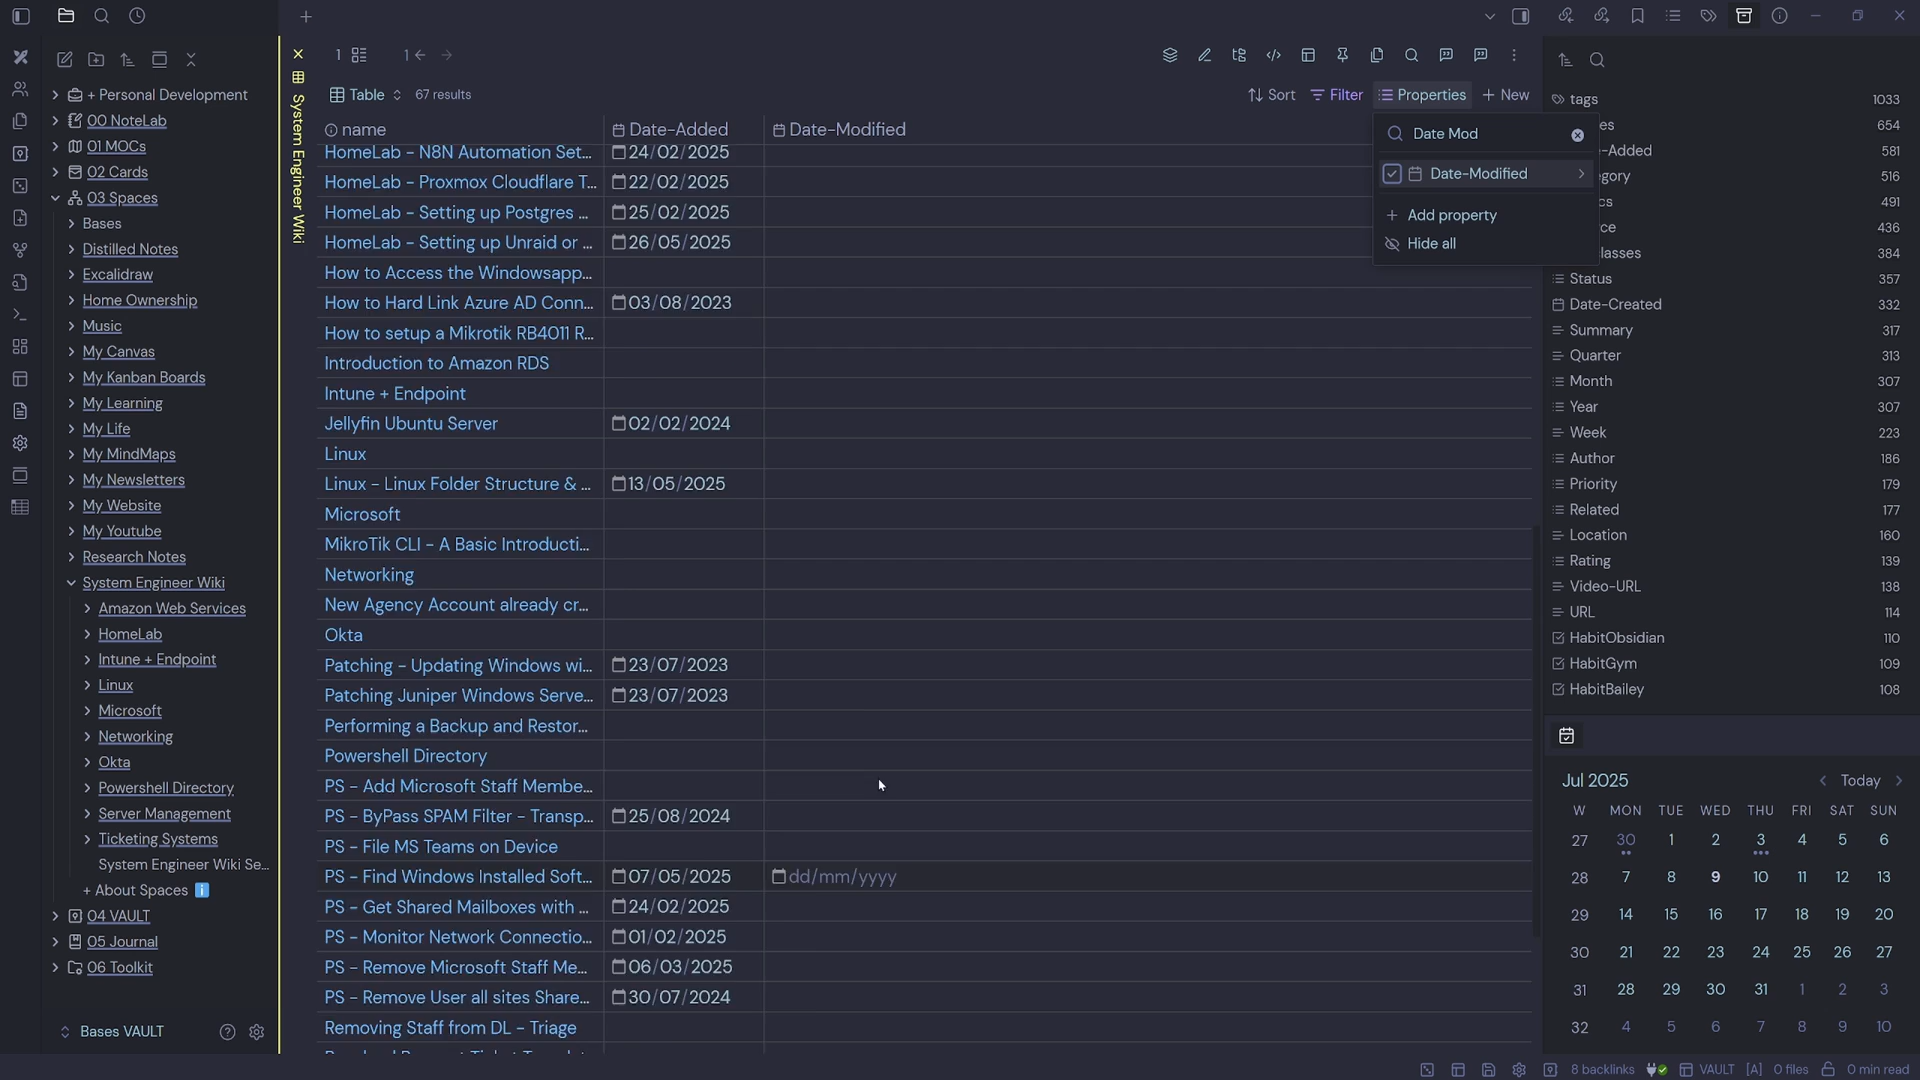 + Personal Development
00 NoteLab
01 MOCs
02 Cards
03 Spaces
Bases
Distilled Notes
Excalidraw
Home Ownership
Music
My Canvas
My Kanban Boards
My Learning
My Life
My MindMaps
My Newsletters
My Website
My Youtube
Research Notes
System Engineer Wiki
Amazon Web Services
HomeLab
Intune + Endpoint
Linux
Microsoft
Networking
Okta
Powershell Directory
Server Management
Ticketing Systems
System Engineer Wiki Se...
+ About Spaces
04 VAULT
05 Journal
06 Toolkit
Bases VAULT
System Engineer Wiki
1 1
Table 67 results Sort Filter Properties + New
name Date-Added Date-Modified
HomeLab - N8N Automation Set... 24/02/2025
HomeLab - Proxmox Cloudflare T... 22/02/2025
HomeLab - Setting up Postgres ... 25/02/2025
HomeLab - Setting up Unraid or ... 26/05/2025
How to Access the Windowsapp...
How to Hard Link Azure AD Conn... 03/08/2023
How to setup a Mikrotik RB4011 R...
Introduction to Amazon RDS
Intune + Endpoint
Jellyfin Ubuntu Server 02/02/2024
Linux
Linux - Linux Folder Structure & ... 13/05/2025
Microsoft
MikroTik CLI - A Basic Introducti...
Networking
New Agency Account already cr...
Okta
Patching - Updating Windows wi... 23/07/2023
Patching Juniper Windows Serve... 23/07/2023
Performing a Backup and Restor...
Powershell Directory
PS - Add Microsoft Staff Membe...
PS - ByPass SPAM Filter - Transp... 25/08/2024
PS - File MS Teams on Device
PS - Find Windows Installed Soft... 07/05/2025 dd/mm/yyyy
PS - Get Shared Mailboxes with ... 24/02/2025
PS - Monitor Network Connectio... 01/02/2025
PS - Remove Microsoft Staff Me... 06/03/2025
PS - Remove User all sites Share... 30/07/2024
Removing Staff from DL - Triage
Date Mod
Date-Modified
+ Add property
Hide all
tags 1033
es 654
-Added 581
egory 516
cs 491
ce 436
lasses 384
Status 357
Date-Created 332
Summary 317
Quarter 313
Month 307
Year 307
Week 223
Author 186
Priority 179
Related 177
Location 160
Rating 139
Video-URL 138
URL 114
HabitObsidian 110
HabitGym 109
HabitBailey 108
Jul 2025 Today
W MON TUE WED THU FRI SAT SUN
27 30 1 2 3 4 5 6
28 7 8 9 10 11 12 13
29 14 15 16 17 18 19 20
30 21 22 23 24 25 26 27
31 28 29 30 31 1 2 3
32 4 5 6 7 8 9 10
8 backlinks VAULT [A] 0 files 0 min read